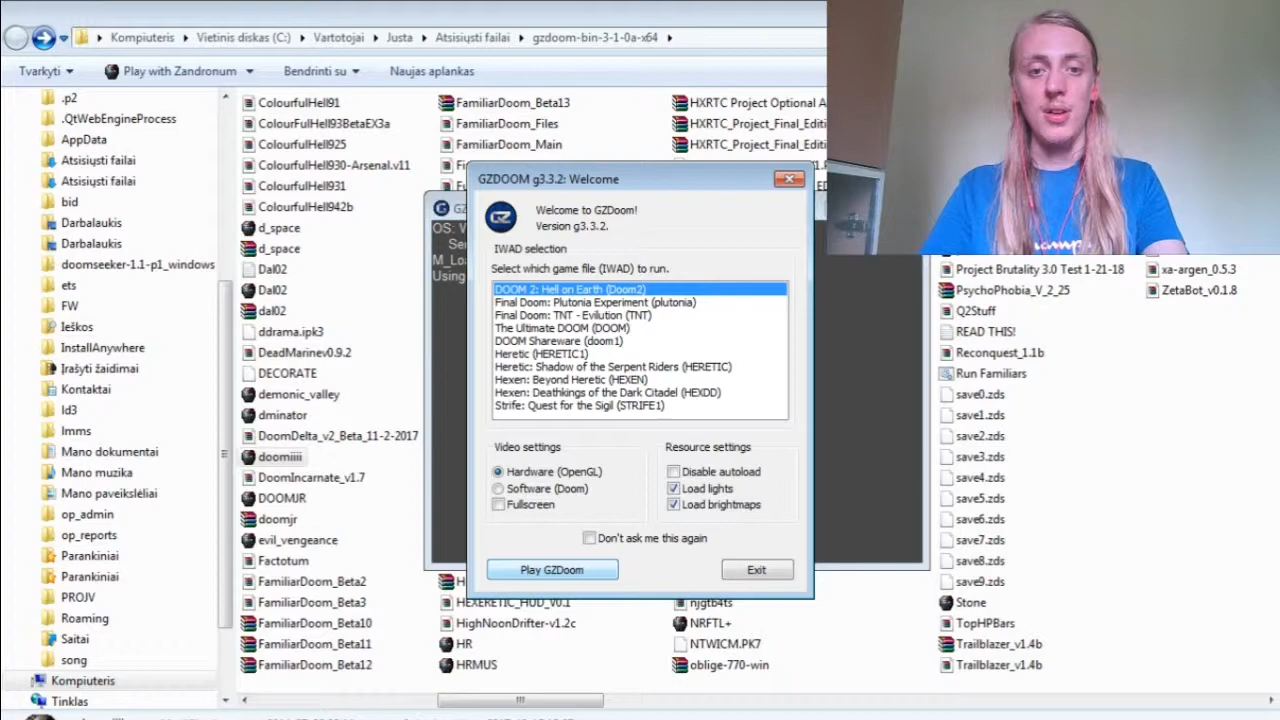 Kompiuteris
Vietinis diskas (C:)
Vartotojai
Justa
Atsisiųsti failai
gzdoom-bin-3-1-0a-x64
Tvarkyti
Play with Zandronum
Bendrinti su
Naujas aplankas
.p2
.QtWebEngineProcess
AppData
Atsisiųsti failai
Atsisiųsti failai
bid
Darbalaukis
Darbalaukis
doomseeker-1.1-p1_windows
ets
FW
Ieškos
InstallAnywhere
Įrašyti žaidimai
Kontaktai
ld3
lmms
Mano dokumentai
Mano muzika
Mano paveikslėliai
op_admin
op_reports
Parankiniai
Parankiniai
PROJV
Roaming
Saitai
song
Kompiuteris
Tinklas
ColourfulHell91
ColourFulHell93BetaEX3a
ColourfulHell925
ColourfulHell930-Arsenal.v11
ColourfulHell931
ColourfulHell942b
d_space
d_space
Dal02
Dal02
dal02
ddrama.ipk3
DeadMarinev0.9.2
DECORATE
demonic_valley
dminator
DoomDelta_v2_Beta_11-2-2017
doomiiii
DoomIncarnate_v1.7
DOOMJR
doomjr
evil_vengeance
Factotum
FamiliarDoom_Beta2
FamiliarDoom_Beta3
FamiliarDoom_Beta10
FamiliarDoom_Beta11
FamiliarDoom_Beta12
FamiliarDoom_Beta13
FamiliarDoom_Files
FamiliarDoom_Main
HXRTC Project Optional A
HXRTC_Project_Final_Editi
HXRTC_Project_Final_Editi
GZDOOM g3.3.2: Welcome
Welcome to GZDoom!
Version g3.3.2.
IWAD selection
Select which game file (IWAD) to run.
DOOM 2: Hell on Earth (Doom2)
Final Doom: Plutonia Experiment (plutonia)
Final Doom: TNT - Evilution (TNT)
The Ultimate DOOM (DOOM)
DOOM Shareware (doom1)
Heretic (HERETIC1)
Heretic: Shadow of the Serpent Riders (HERETIC)
Hexen: Beyond Heretic (HEXEN)
Hexen: Deathkings of the Dark Citadel (HEXDD)
Strife: Quest for the Sigil (STRIFE1)
Video settings
Hardware (OpenGL)
Software (Doom)
Fullscreen
Resource settings
Disable autoload
Load lights
Load brightmaps
Don't ask me this again
Play GZDoom
Exit
HEXERETIC_HUD_v0.1
HighNoonDrifter-v1.2c
HR
HRMUS
njgtb4ts
NRFTL+
NTWICM.PK7
oblige-770-win
Project Brutality 3.0 Test 1-21-18
PsychoPhobia_V_2_25
Q2Stuff
READ THIS!
Reconquest_1.1b
Run Familiars
save0.zds
save1.zds
save2.zds
save3.zds
save4.zds
save5.zds
save6.zds
save7.zds
save8.zds
save9.zds
Stone
TopHPBars
Trailblazer_v1.4b
Trailblazer_v1.4b
xa-argen_0.5.3
ZetaBot_v0.1.8